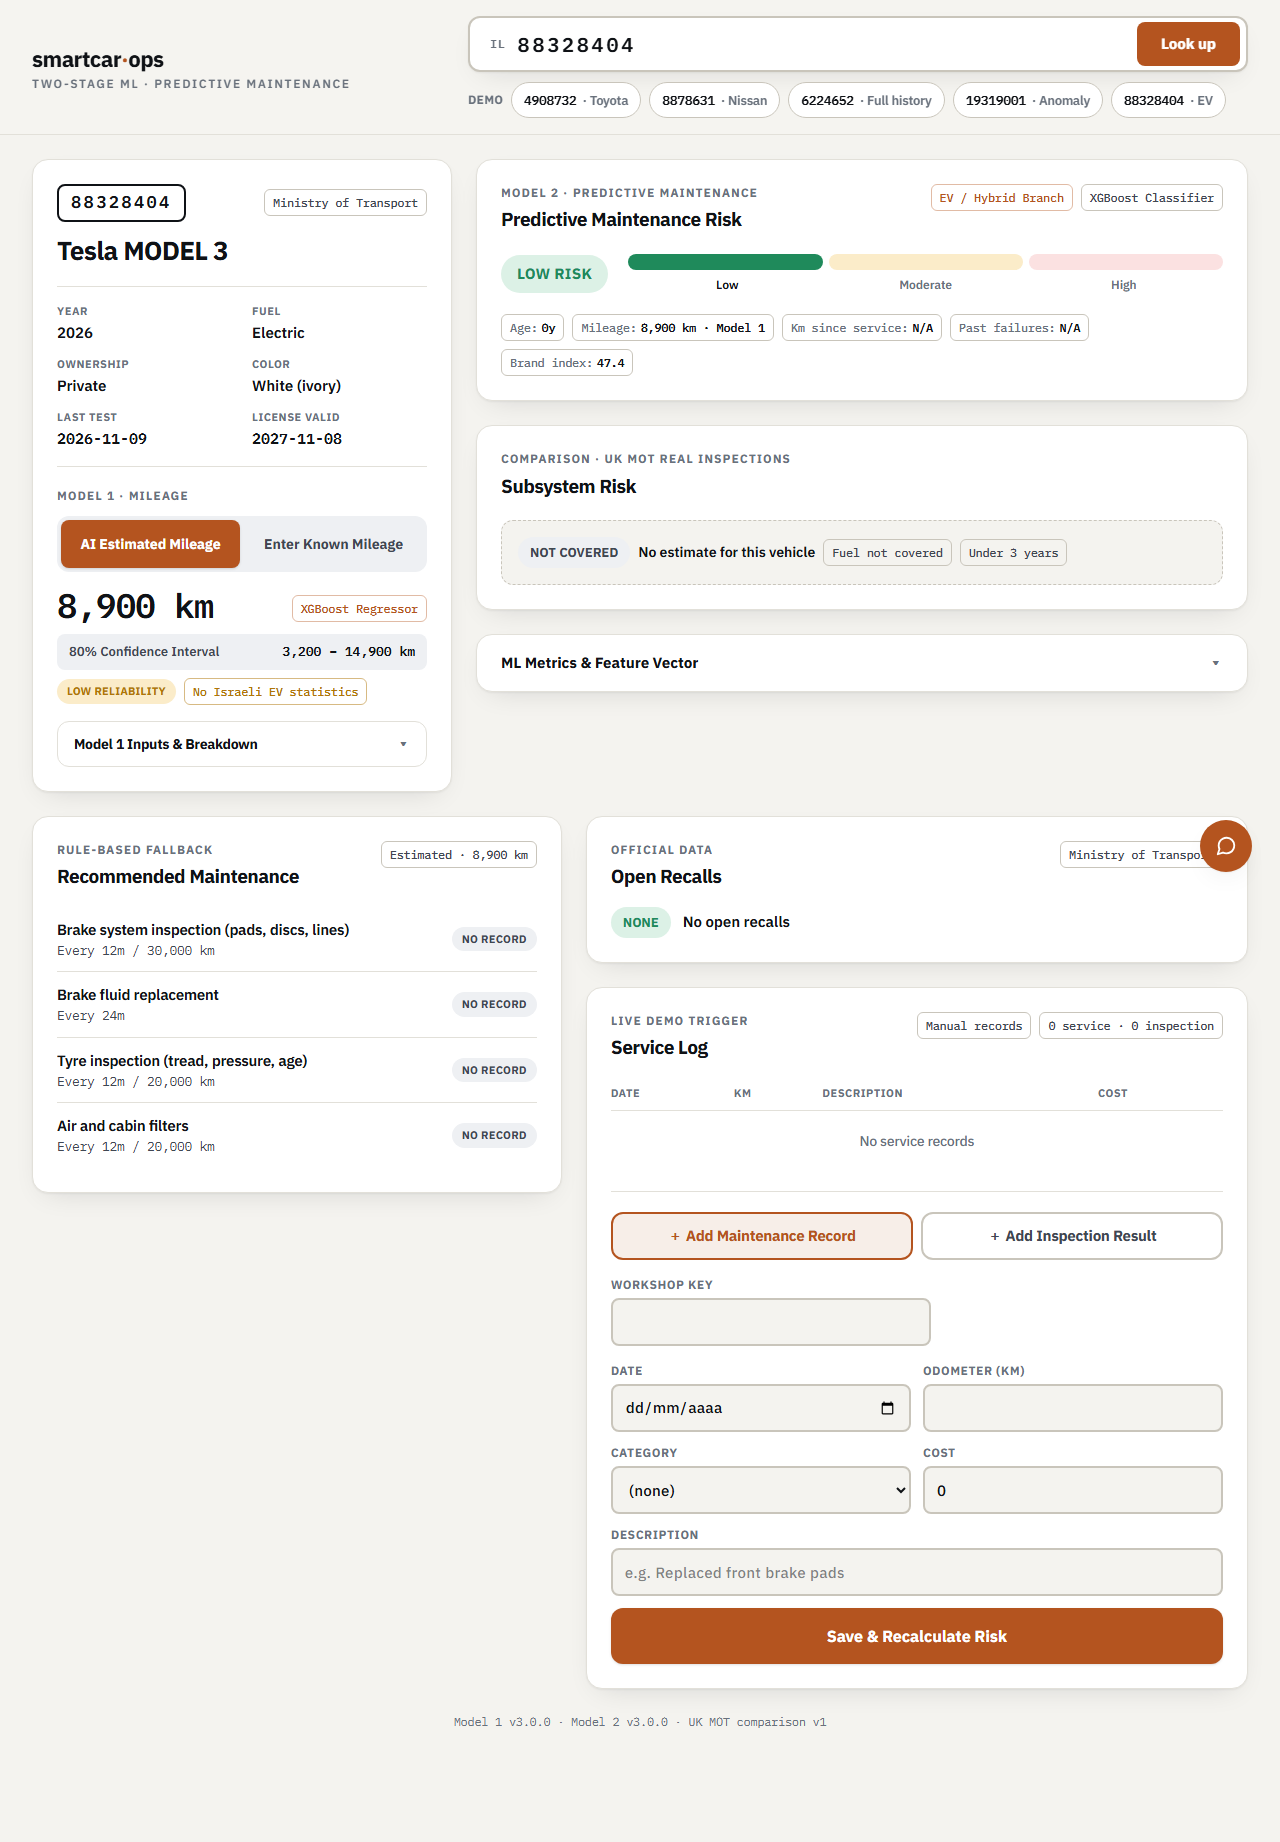 smartcar·ops
TWO-STAGE ML · PREDICTIVE MAINTENANCE
IL 88328404
Look up
DEMO 4908732 · Toyota 8878631 · Nissan 6224652 · Full history 19319001 · Anomaly 88328404 · EV
88328404
Ministry of Transport
Tesla MODEL 3
YEAR FUEL
2026 Electric
OWNERSHIP COLOR
Private White (ivory)
LAST TEST LICENSE VALID
2026-11-09 2027-11-08
MODEL 1 · MILEAGE
AI Estimated Mileage Enter Known Mileage
8,900 km XGBoost Regressor
80% Confidence Interval 3,200 – 14,900 km
LOW RELIABILITY No Israeli EV statistics
Model 1 Inputs & Breakdown ▼
MODEL 2 · PREDICTIVE MAINTENANCE
EV / Hybrid Branch XGBoost Classifier
Predictive Maintenance Risk
LOW RISK
Low Moderate High
Age: 0y Mileage: 8,900 km · Model 1 Km since service: N/A Past failures: N/A
Brand index: 47.4
COMPARISON · UK MOT REAL INSPECTIONS
Subsystem Risk
NOT COVERED No estimate for this vehicle Fuel not covered Under 3 years
ML Metrics & Feature Vector ▼
RULE-BASED FALLBACK
Estimated · 8,900 km
Recommended Maintenance
Brake system inspection (pads, discs, lines)
Every 12m / 30,000 km
NO RECORD
Brake fluid replacement
Every 24m
NO RECORD
Tyre inspection (tread, pressure, age)
Every 12m / 20,000 km
NO RECORD
Air and cabin filters
Every 12m / 20,000 km
NO RECORD
OFFICIAL DATA
Ministry of Transpo
Open Recalls
NONE No open recalls
LIVE DEMO TRIGGER
Manual records 0 service · 0 inspection
Service Log
DATE KM DESCRIPTION COST
No service records
+ Add Maintenance Record + Add Inspection Result
WORKSHOP KEY
DATE ODOMETER (KM)
dd/mm/aaaa
CATEGORY COST
(none) 0
DESCRIPTION
e.g. Replaced front brake pads
Save & Recalculate Risk
Model 1 v3.0.0 · Model 2 v3.0.0 · UK MOT comparison v1